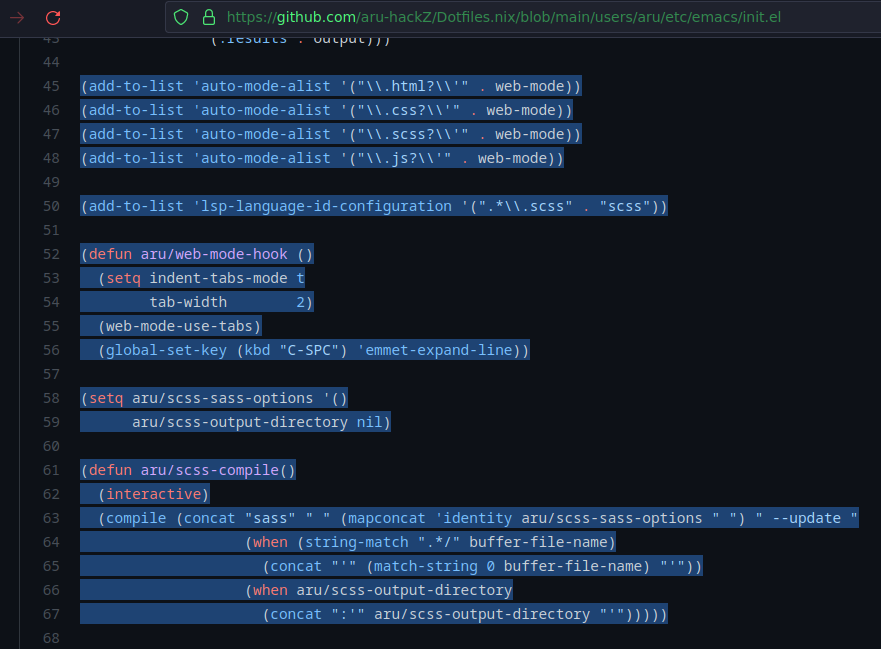 https://github.com/aru-hackZ/Dotfiles.nix/blob/main/users/aru/etc/emacs/init.el
43 (:results . output)))
44
45 (add-to-list 'auto-mode-alist '("\\.html?\\'" . web-mode))
46 (add-to-list 'auto-mode-alist '("\\.css?\\'" . web-mode))
47 (add-to-list 'auto-mode-alist '("\\.scss?\\'" . web-mode))
48 (add-to-list 'auto-mode-alist '("\\.js?\\'" . web-mode))
49
50 (add-to-list 'lsp-language-id-configuration '(".*\\.scss" . "scss"))
51
52 (defun aru/web-mode-hook ()
53   (setq indent-tabs-mode t
54         tab-width        2)
55   (web-mode-use-tabs)
56   (global-set-key (kbd "C-SPC") 'emmet-expand-line))
57
58 (setq aru/scss-sass-options '()
59       aru/scss-output-directory nil)
60
61 (defun aru/scss-compile()
62   (interactive)
63   (compile (concat "sass" " " (mapconcat 'identity aru/scss-sass-options " ") " --update "
64                    (when (string-match ".*/" buffer-file-name)
65                      (concat "'" (match-string 0 buffer-file-name) "'"))
66                    (when aru/scss-output-directory
67                      (concat ":'" aru/scss-output-directory "'")))))
68